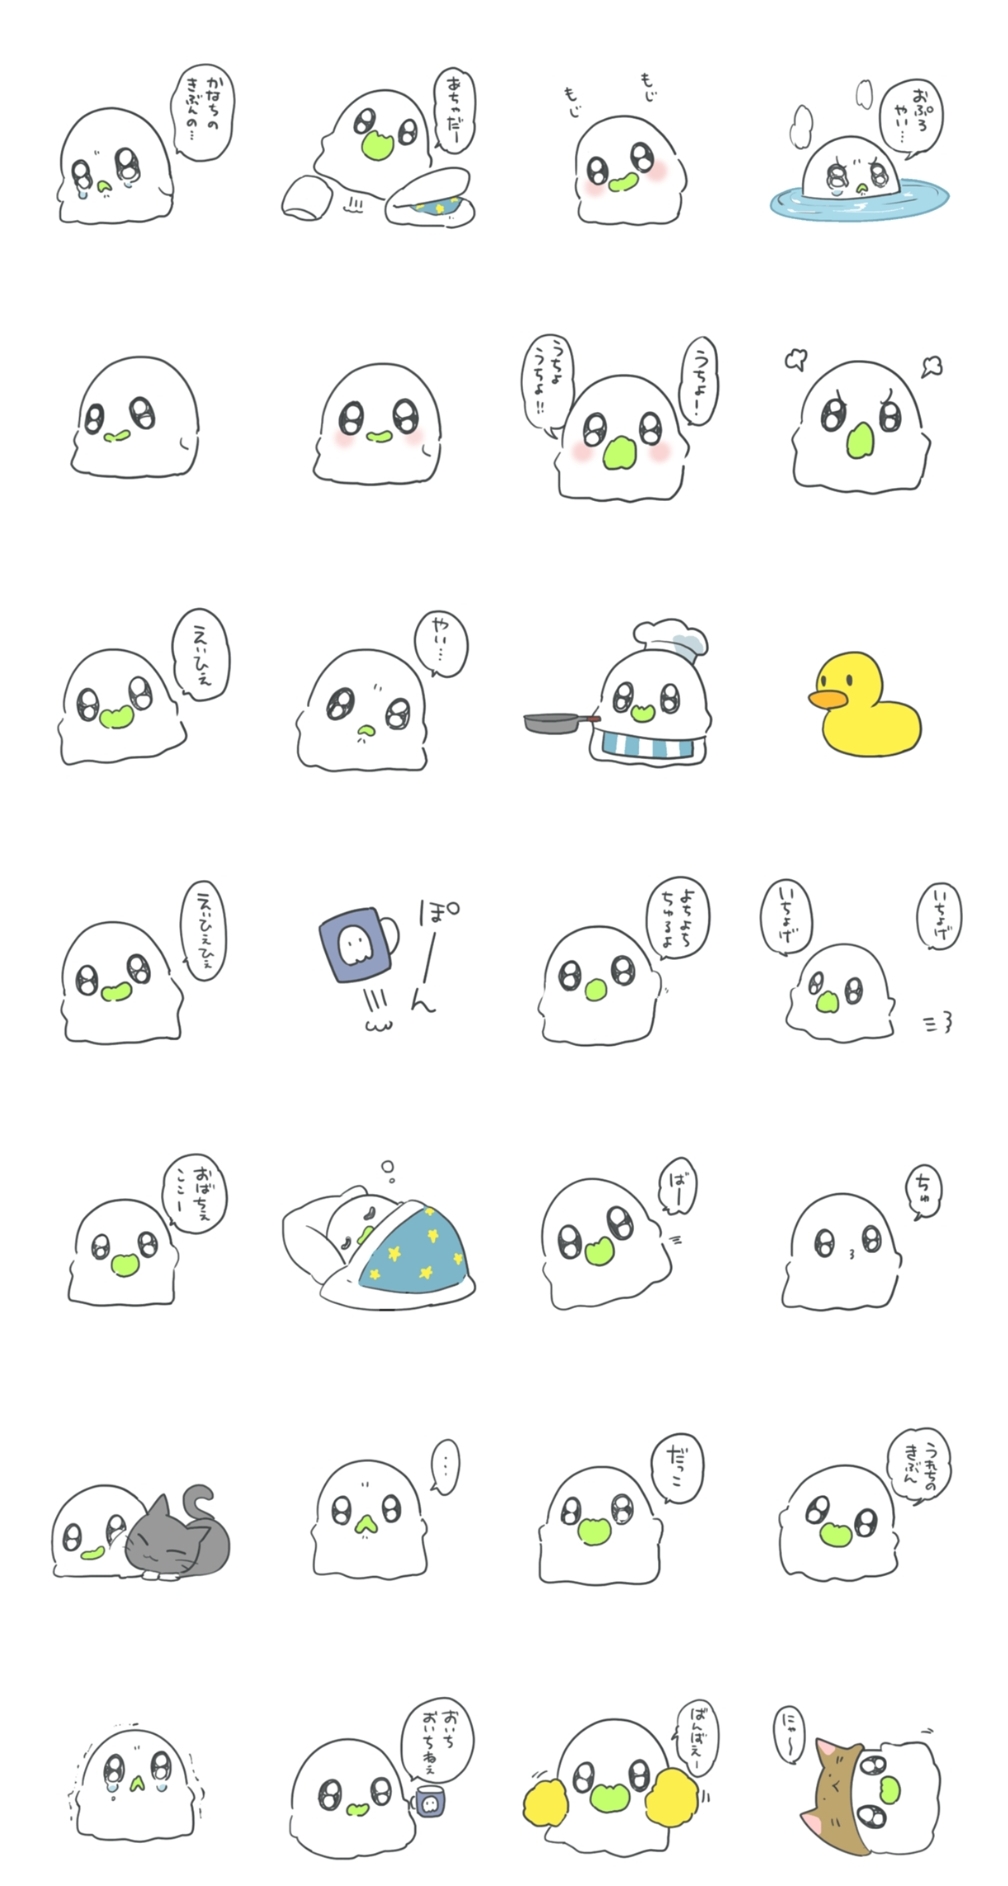 かなちの
きぶんの…
あちゃだー
もじ
もじ
おぷろ
やい…
うちょ
うちょ!!
うちょー!
えいひぇ
やい…
えいひぇひぇ
ぽーん
よちよち
ちゅるよ
いちょげ
いちょげ
おばちぇ
ここー
ばー
ちゅ
…
だっこ
うれちの
きぶん
おいち
おいちねぇ
ばんばえー
にゃ〜